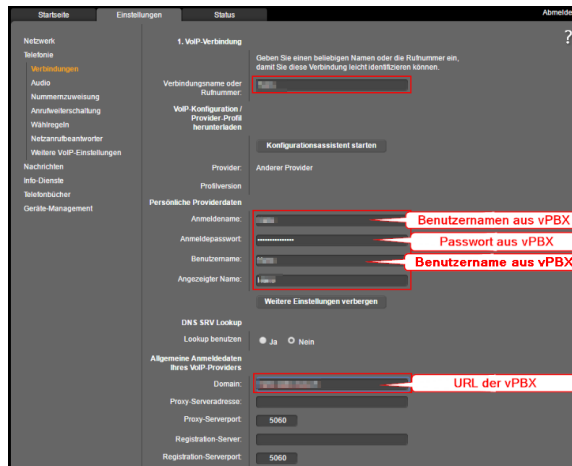 Startseite Einstellungen Status Abmelde
?
Netzwerk
Telefonie
Verbindungen
Audio
Nummernzuweisung
Anrufweiterschaltung
Wählregeln
Netzanrufbeantworter
Weitere VoIP-Einstellungen
Nachrichten
Info-Dienste
Telefonbücher
Geräte-Management
1. VoIP-Verbindung
Geben Sie einen beliebigen Namen oder die Rufnummer ein,
damit Sie diese Verbindung leicht identifizieren können.
Verbindungsname oder
Rufnummer:
VoIP-Konfiguration /
Provider-Profil
herunterladen
Konfigurationsassistent starten
Provider: Anderer Provider
Profilversion
Persönliche Providerdaten
Anmeldename: Benutzernamen aus vPBX
Anmeldepasswort: Passwort aus vPBX
Benutzername: Benutzername aus vPBX
Angezeigter Name:
Weitere Einstellungen verbergen
DNS SRV Lookup
Lookup benutzen Ja Nein
Allgemeine Anmeldedaten
Ihres VoIP-Providers
Domain: URL der vPBX
Proxy-Serveradresse:
Proxy-Serverport: 5060
Registration-Server:
Registration-Serverport: 5060